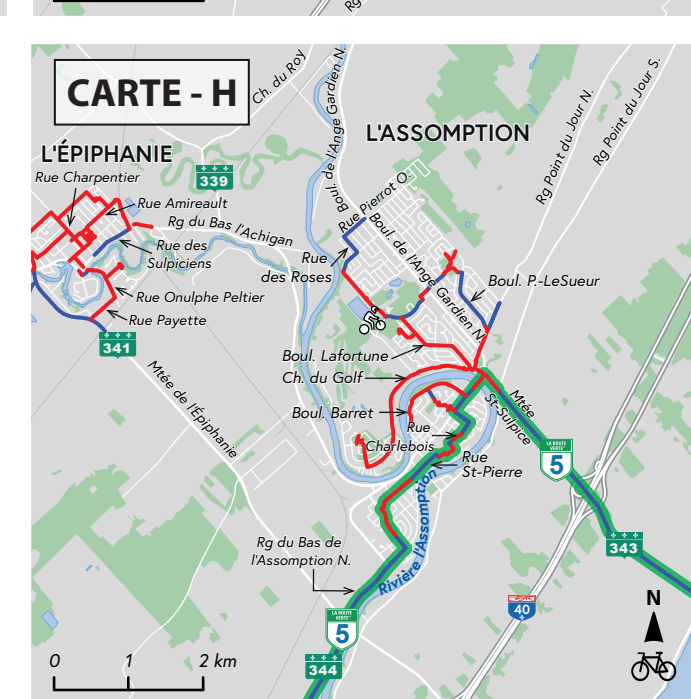 Rg
CARTE - H
Ch. du Roy
Boul. de l'Ange Gardien N.
L'ASSOMPTION
Rg Point du Jour N.
Rg Point du Jour S.
L'ÉPIPHANIE
Rue Charpentier
339
Rue Amireault
Rue Pierrot O.
Rg du Bas l'Achigan
Boul. de l'Ange Gardien N.
Rue des
Sulpiciens
Rue
des Roses
Boul. P.-LeSueur
Rue Onulphe Peltier
Rue Payette
341
Boul. Lafortune
Ch. du Golf
Mtée de l'Épiphanie
Boul. Barret
Mtée
St-Sulpice
Rue
Charlebois
Rue
St-Pierre
LA ROUTE
VERTE
5
Rivière l'Assomption
343
Rg du Bas de
l'Assomption N.
40
N
LA ROUTE
VERTE
5
344
0 1 2 km